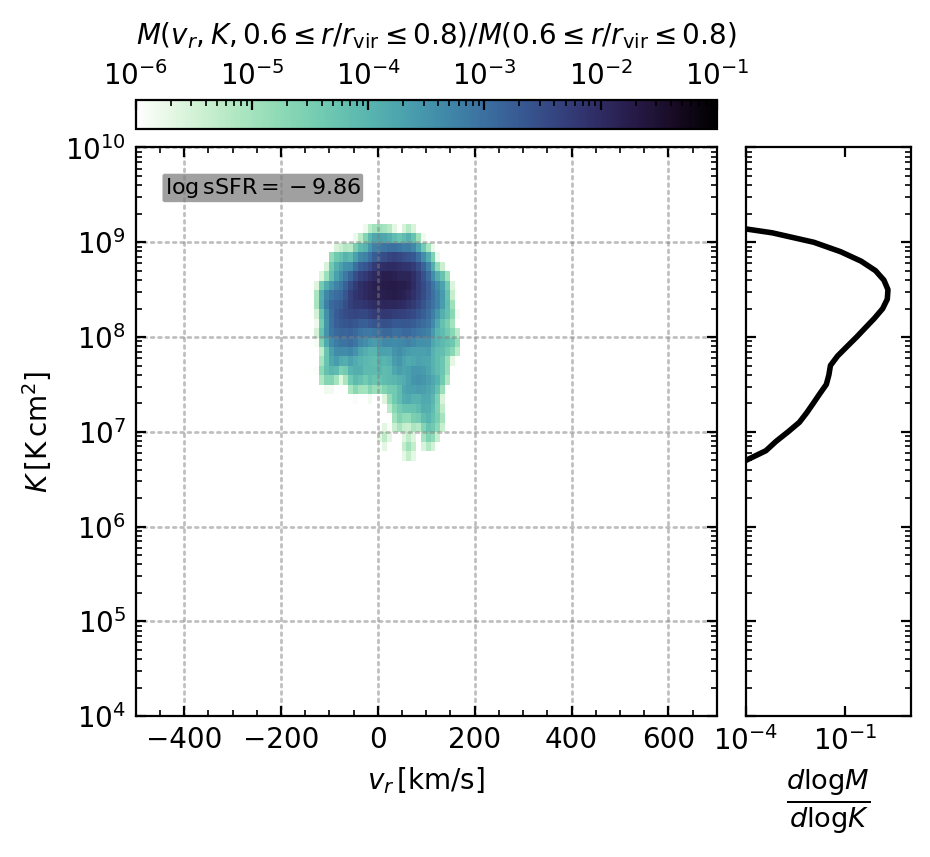 M(v_r, K, 0.6 ≤ r/r_vir ≤ 0.8)/M(0.6 ≤ r/r_vir ≤ 0.8)
10^−6 10^−5 10^−4 10^−3 10^−2 10^−1
log sSFR = −9.86
10^10
10^9
10^8
10^7
10^6
10^5
10^4
K [K cm^2]
−400 −200 0 200 400 600
v_r [km/s]
10^−4 10^−1
dlogM
dlogK